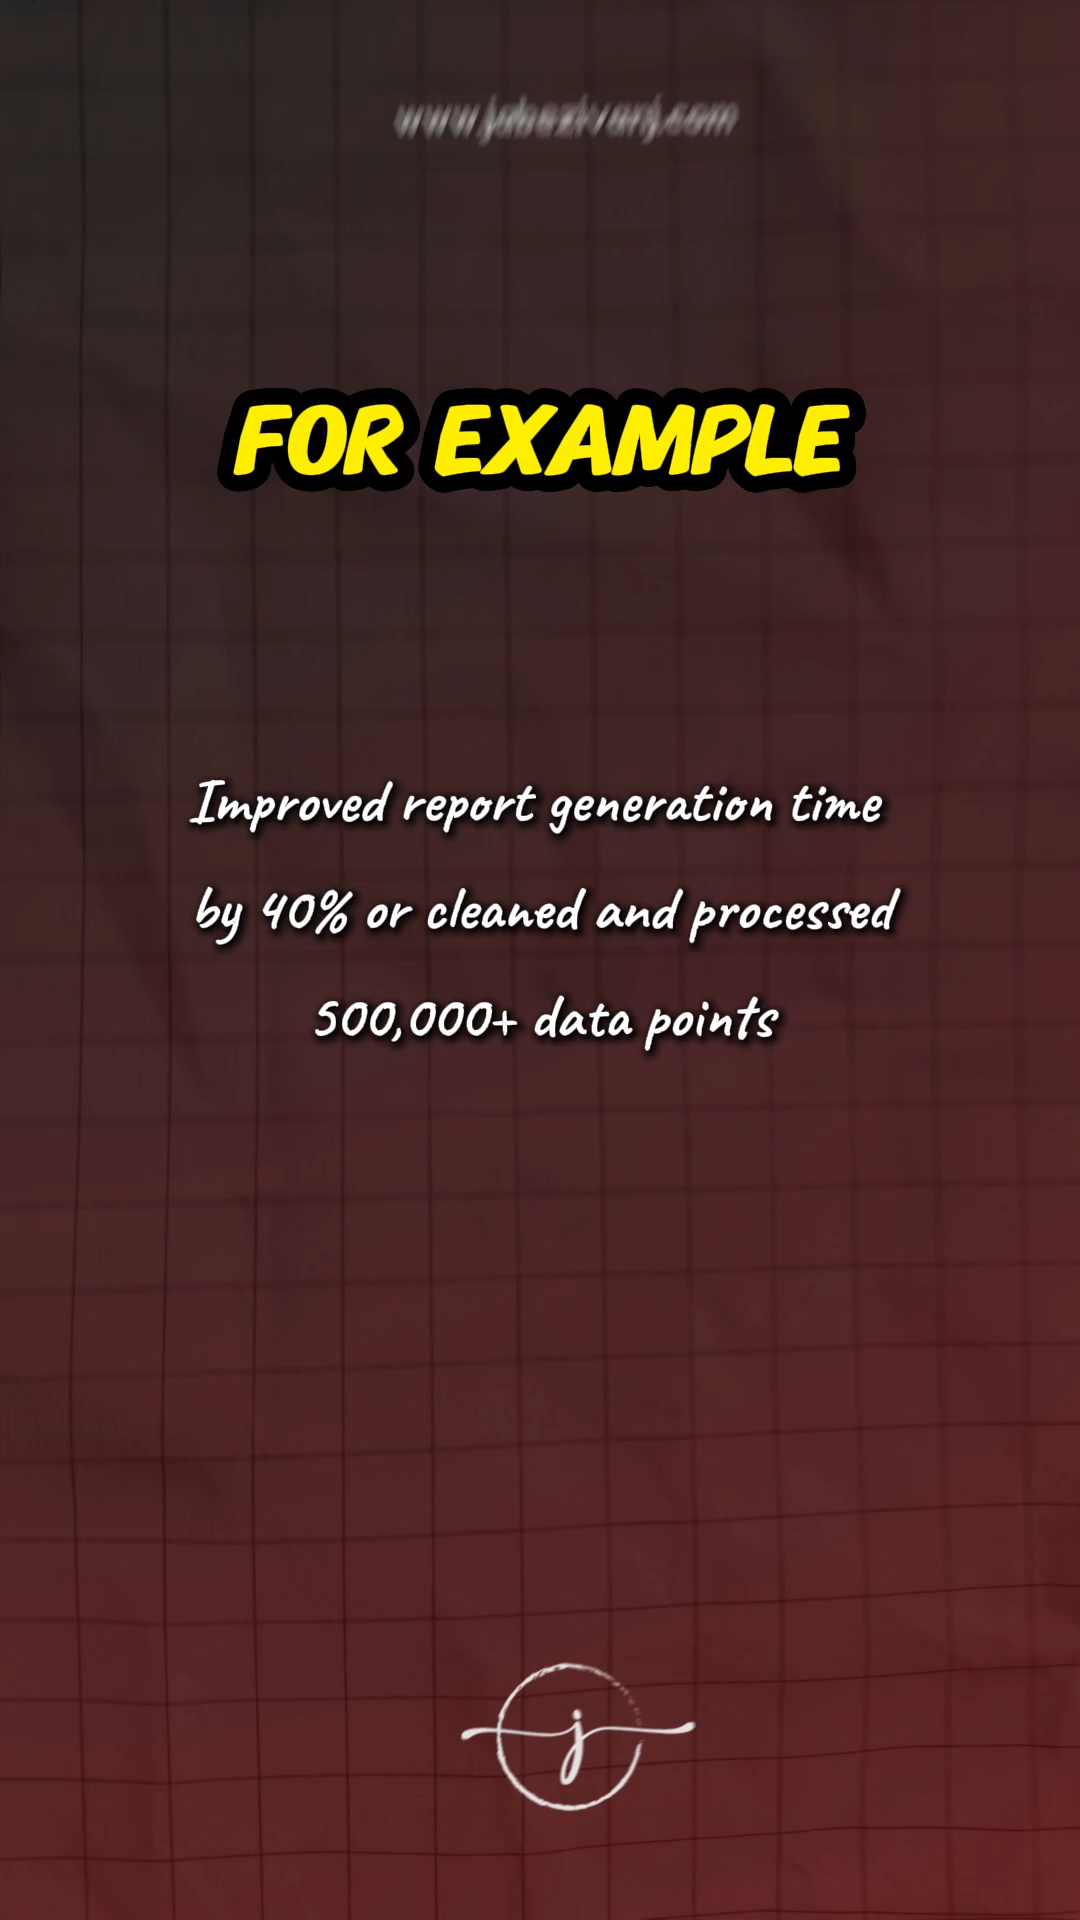 FOR EXAMPLE
Improved report generation time
by 40% or cleaned and processed
500,000+ data points
j